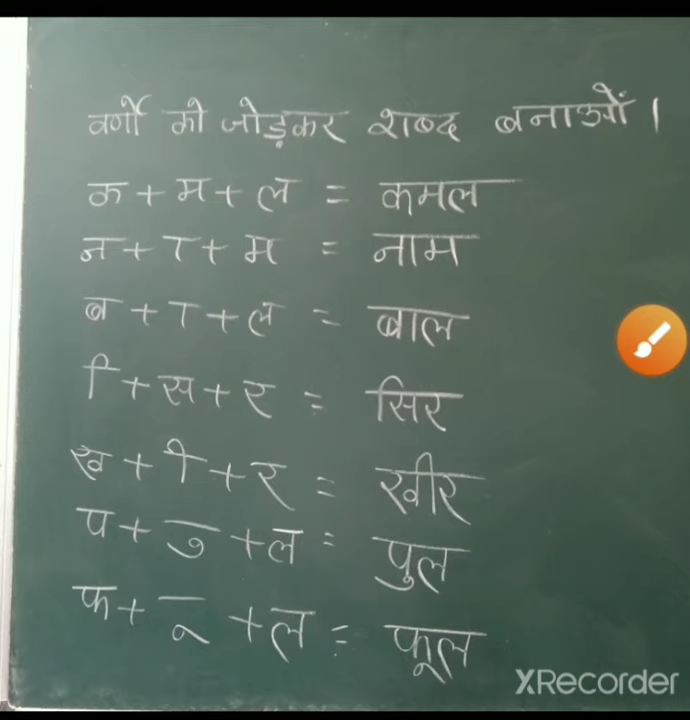 वर्णो को जोड़कर शब्द बनाओं।
क + म + ल = कमल
न + ा + म = नाम
ब + ा + ल = बाल
ि + स + र = सिर
ख + ी + र = खीर
प + ु + ल = पुल
फ + ू + ल = फूल
XRecorder